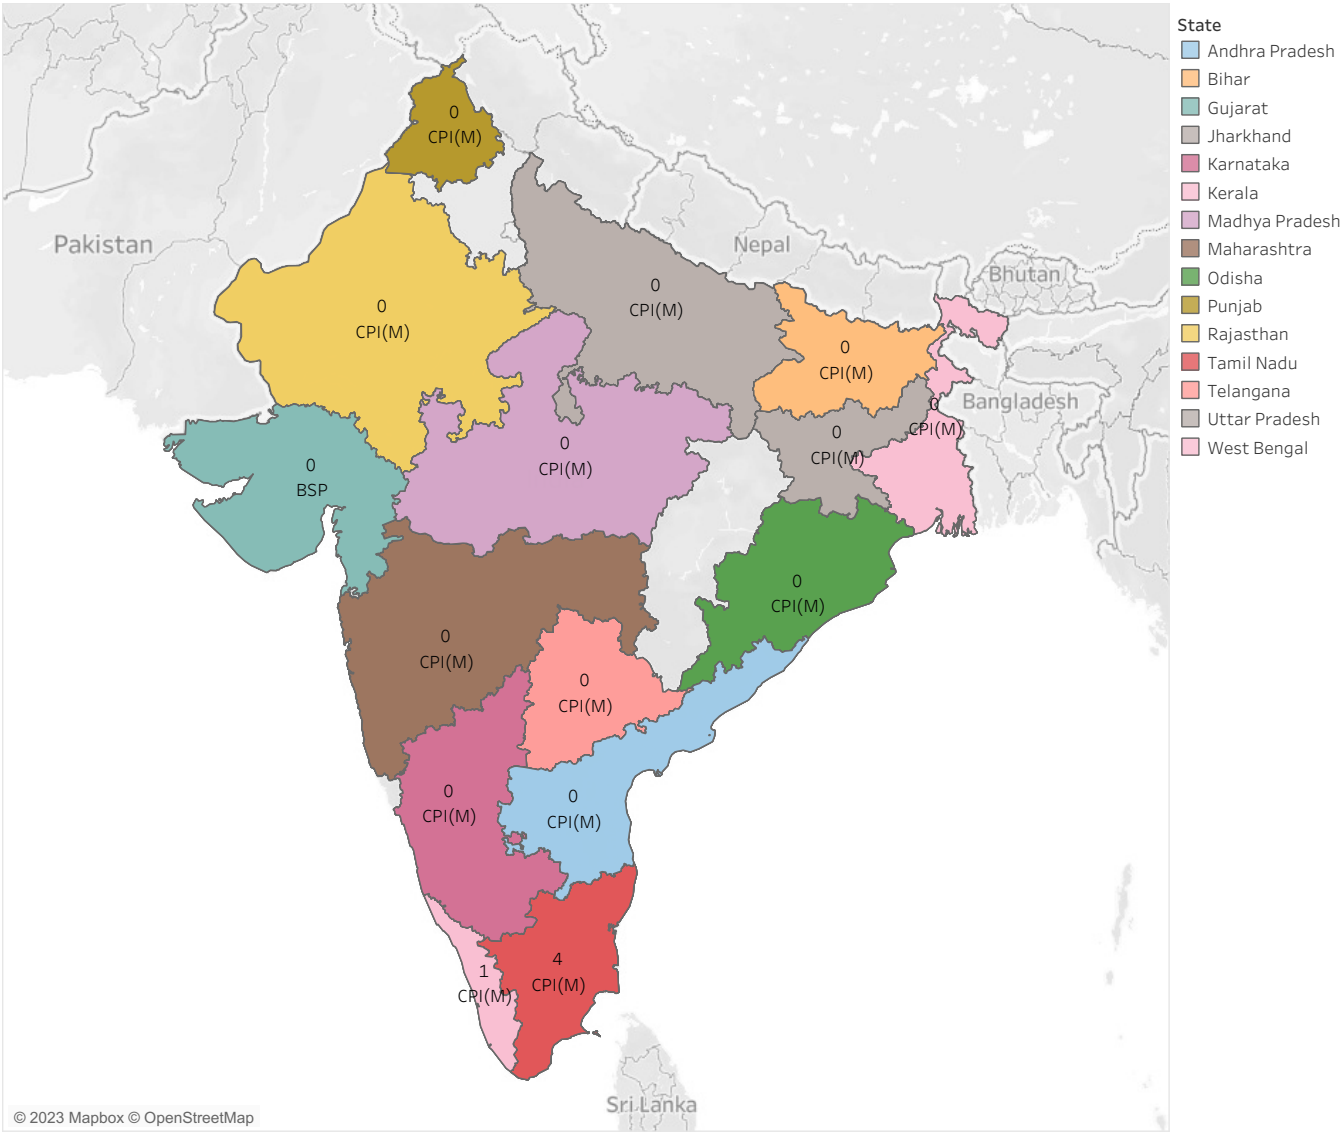 State
Andhra Pradesh
Bihar
Gujarat
Jharkhand
Karnataka
Kerala
Madhya Pradesh
Maharashtra
Odisha
Punjab
Rajasthan
Tamil Nadu
Telangana
Uttar Pradesh
West Bengal
0
CPI(M)
Pakistan
Nepal
Bhutan
0
CPI(M)
0
CPI(M)
0
CPI(M)
Bangladesh
0
CPI(M)
0
CPI(M)
0
CPI(M)
0
BSP
0
CPI(M)
0
CPI(M)
0
CPI(M)
0
CPI(M)
0
CPI(M)
4
CPI(M)
1
CPI(M)
Sri Lanka
© 2023 Mapbox © OpenStreetMap